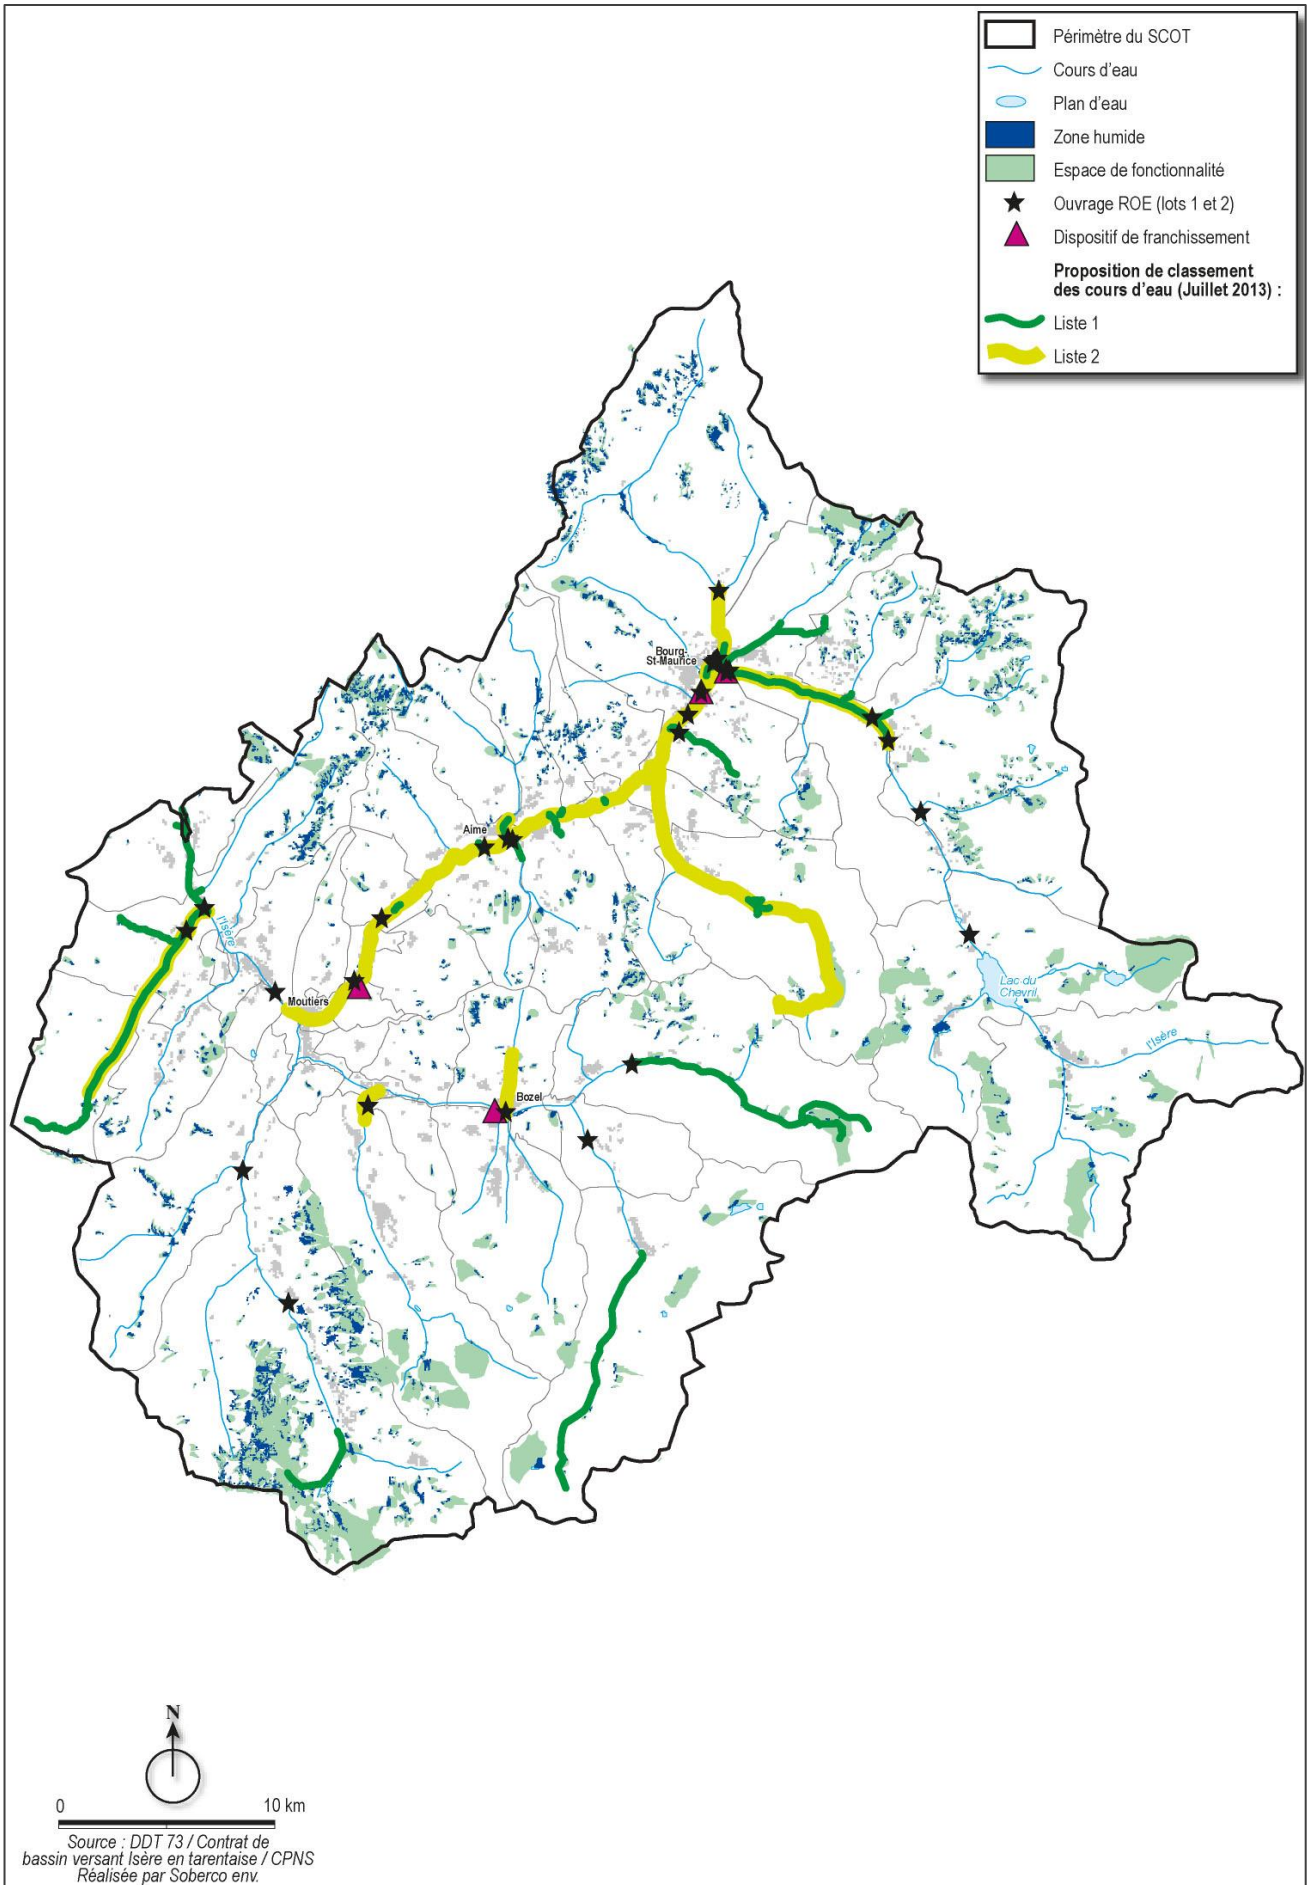 Périmètre du SCOT
Cours d'eau
Plan d'eau
Zone humide
Espace de fonctionnalité
Ouvrage ROE (lots 1 et 2)
Dispositif de franchissement
Proposition de classement
des cours d'eau (Juillet 2013) :
Liste 1
Liste 2
Bourg-
St-Maurice
Aime
l'Isère
Moutiers
Lac du
Chevril
l'Isère
Bozel
N
0 10 km
Source : DDT 73 / Contrat de
bassin versant Isère en tarentaise / CPNS
Réalisée par Soberco env.